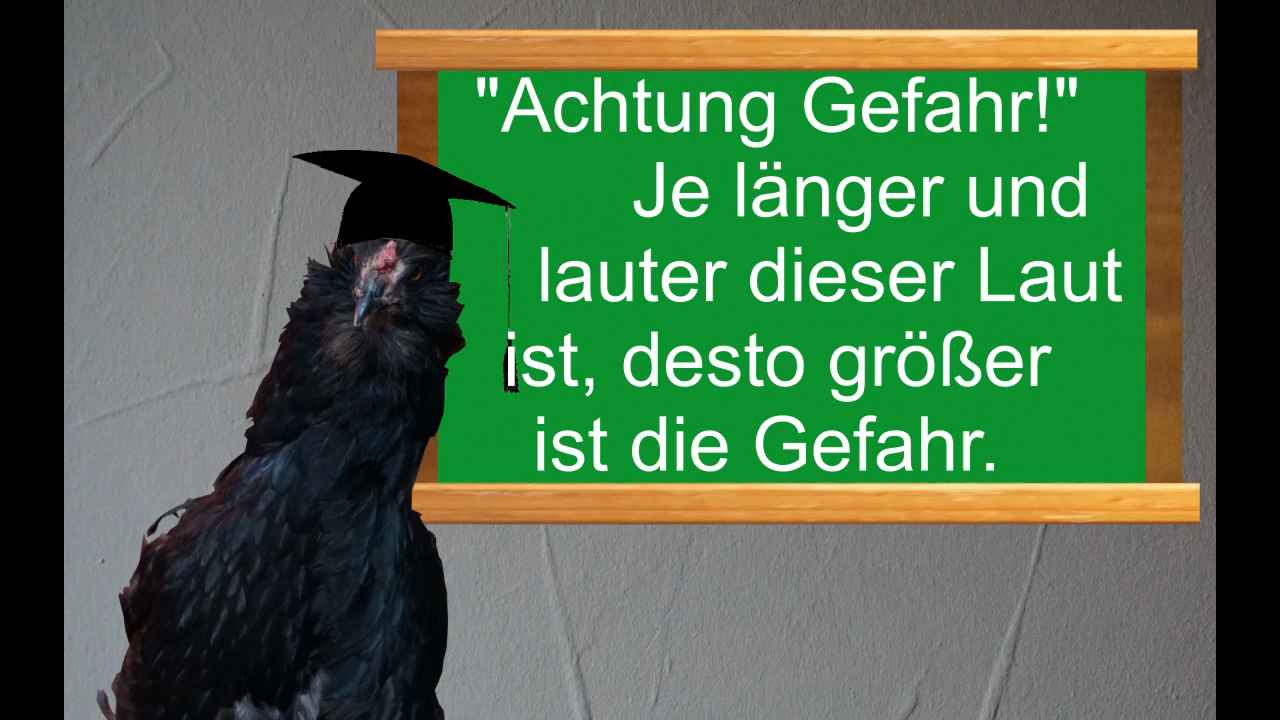 "Achtung Gefahr!"
Je länger und
lauter dieser Laut
ist, desto größer
ist die Gefahr.